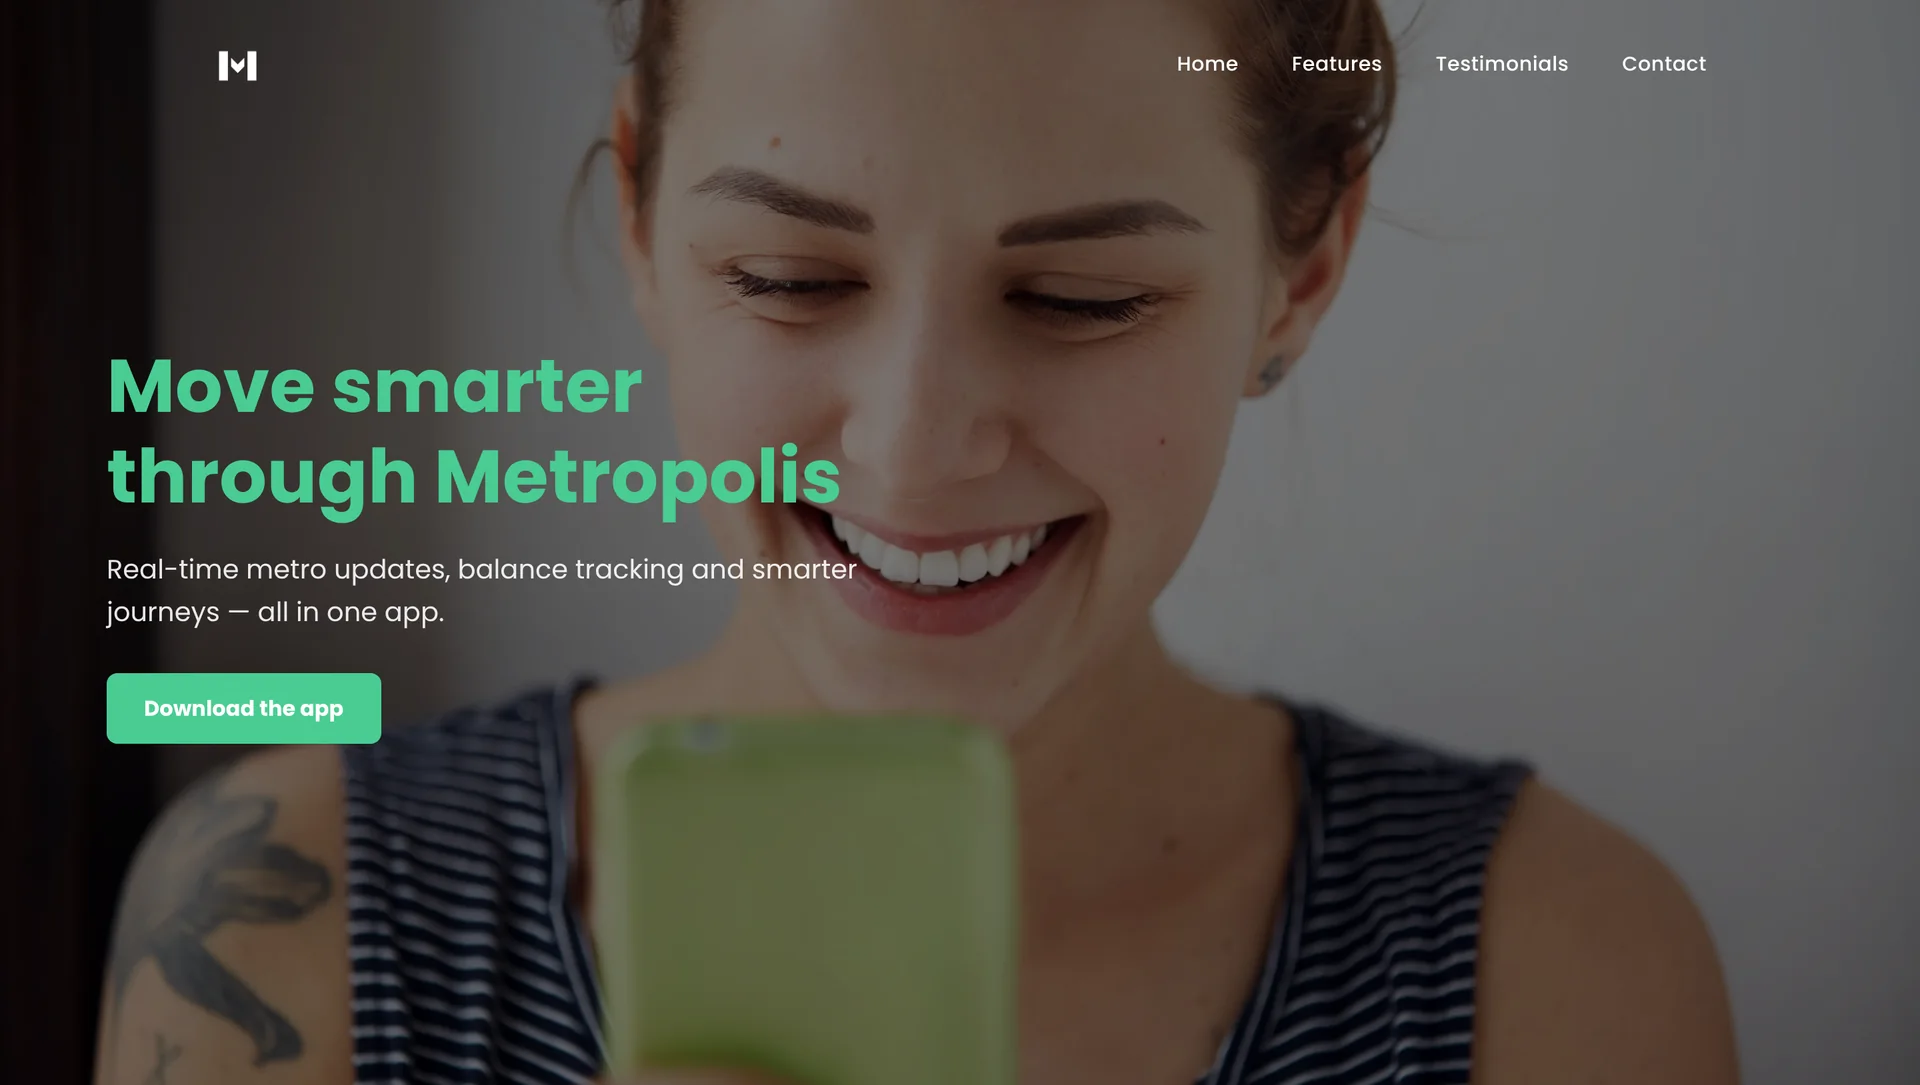 Home Features Testimonials Contact
Move smarter
through Metropolis
Real-time metro updates, balance tracking and smarter
journeys — all in one app.
Download the app